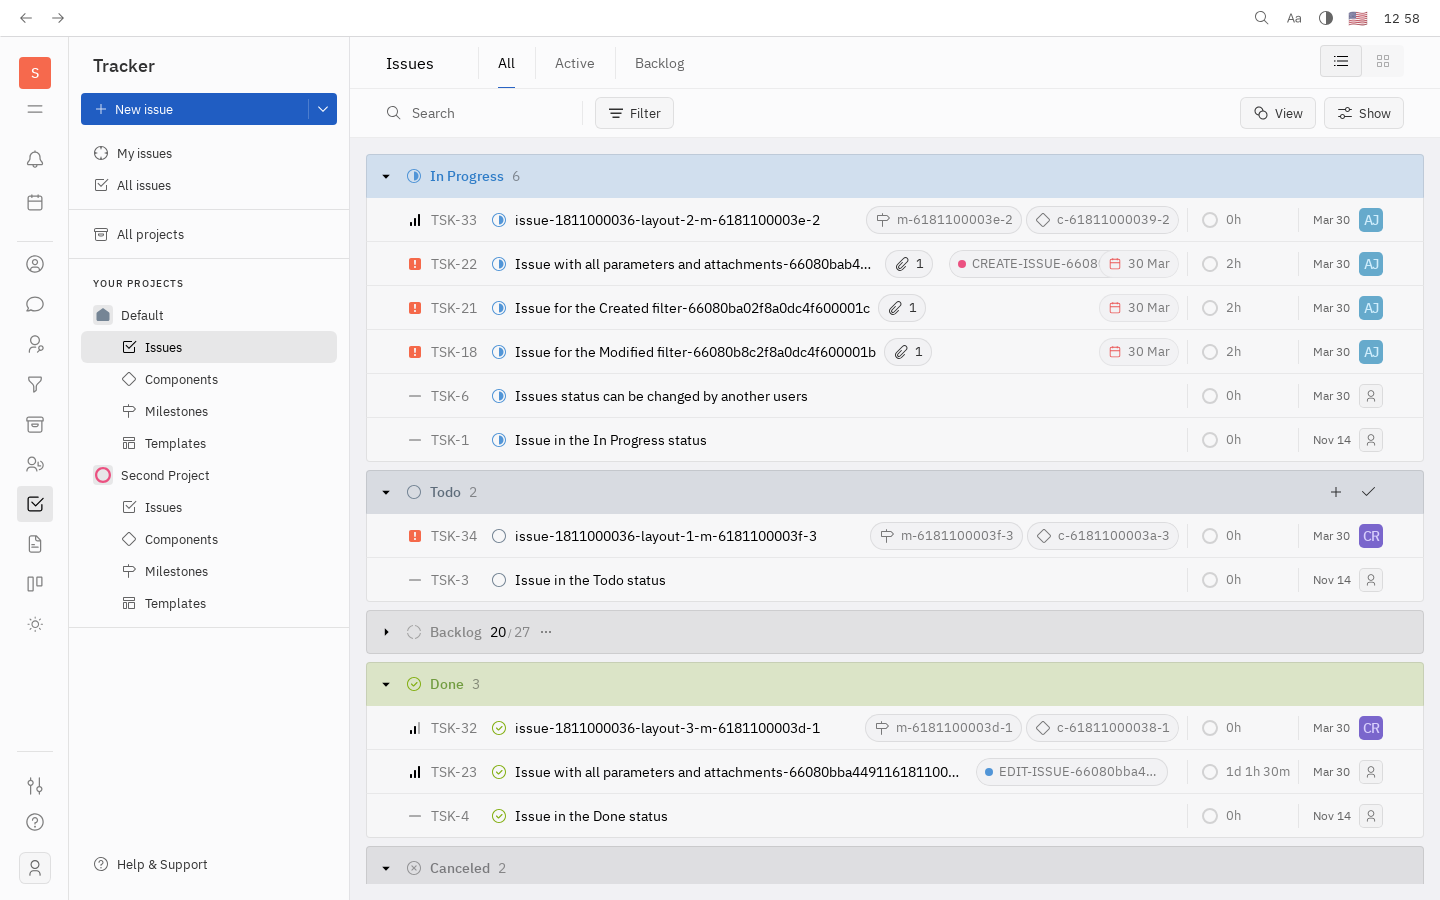 Aa 12 58
S
Tracker
New issue
My issues
All issues
All projects
YOUR PROJECTS
Default
Issues
Components
Milestones
Templates
Second Project
Issues
Components
Milestones
Templates
Help & Support
Issues All Active Backlog
Search Filter View Show
In Progress 6
TSK-33 issue-1811000036-layout-2-m-6181100003e-2 m-6181100003e-2 c-61811000039-2 0h Mar 30 AJ
TSK-22 Issue with all parameters and attachments-66080bab4... 1 CREATE-ISSUE-6608 30 Mar 2h Mar 30 AJ
TSK-21 Issue for the Created filter-66080ba02f8a0dc4f600001c 1 30 Mar 2h Mar 30 AJ
TSK-18 Issue for the Modified filter-66080b8c2f8a0dc4f600001b 1 30 Mar 2h Mar 30 AJ
TSK-6 Issues status can be changed by another users 0h Mar 30
TSK-1 Issue in the In Progress status 0h Nov 14
Todo 2
TSK-34 issue-1811000036-layout-1-m-6181100003f-3 m-6181100003f-3 c-6181100003a-3 0h Mar 30 CR
TSK-3 Issue in the Todo status 0h Nov 14
Backlog 20/27 ...
Done 3
TSK-32 issue-1811000036-layout-3-m-6181100003d-1 m-6181100003d-1 c-61811000038-1 0h Mar 30 CR
TSK-23 Issue with all parameters and attachments-66080bba449116181100... EDIT-ISSUE-66080bba4... 1d 1h 30m Mar 30
TSK-4 Issue in the Done status 0h Nov 14
Canceled 2